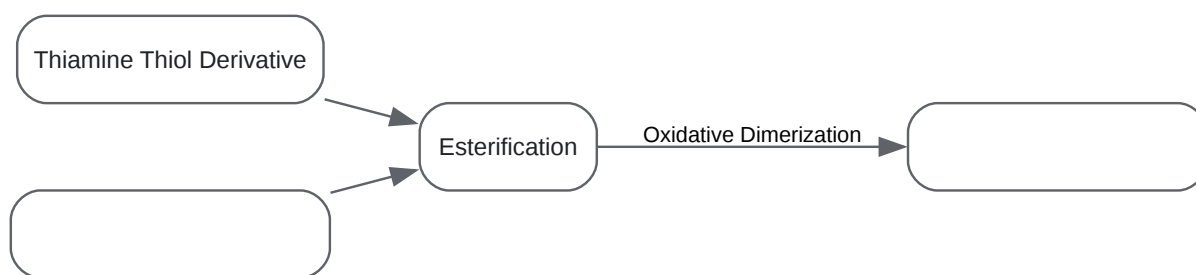 Thiamine Thiol Derivative
Esterification
Oxidative Dimerization